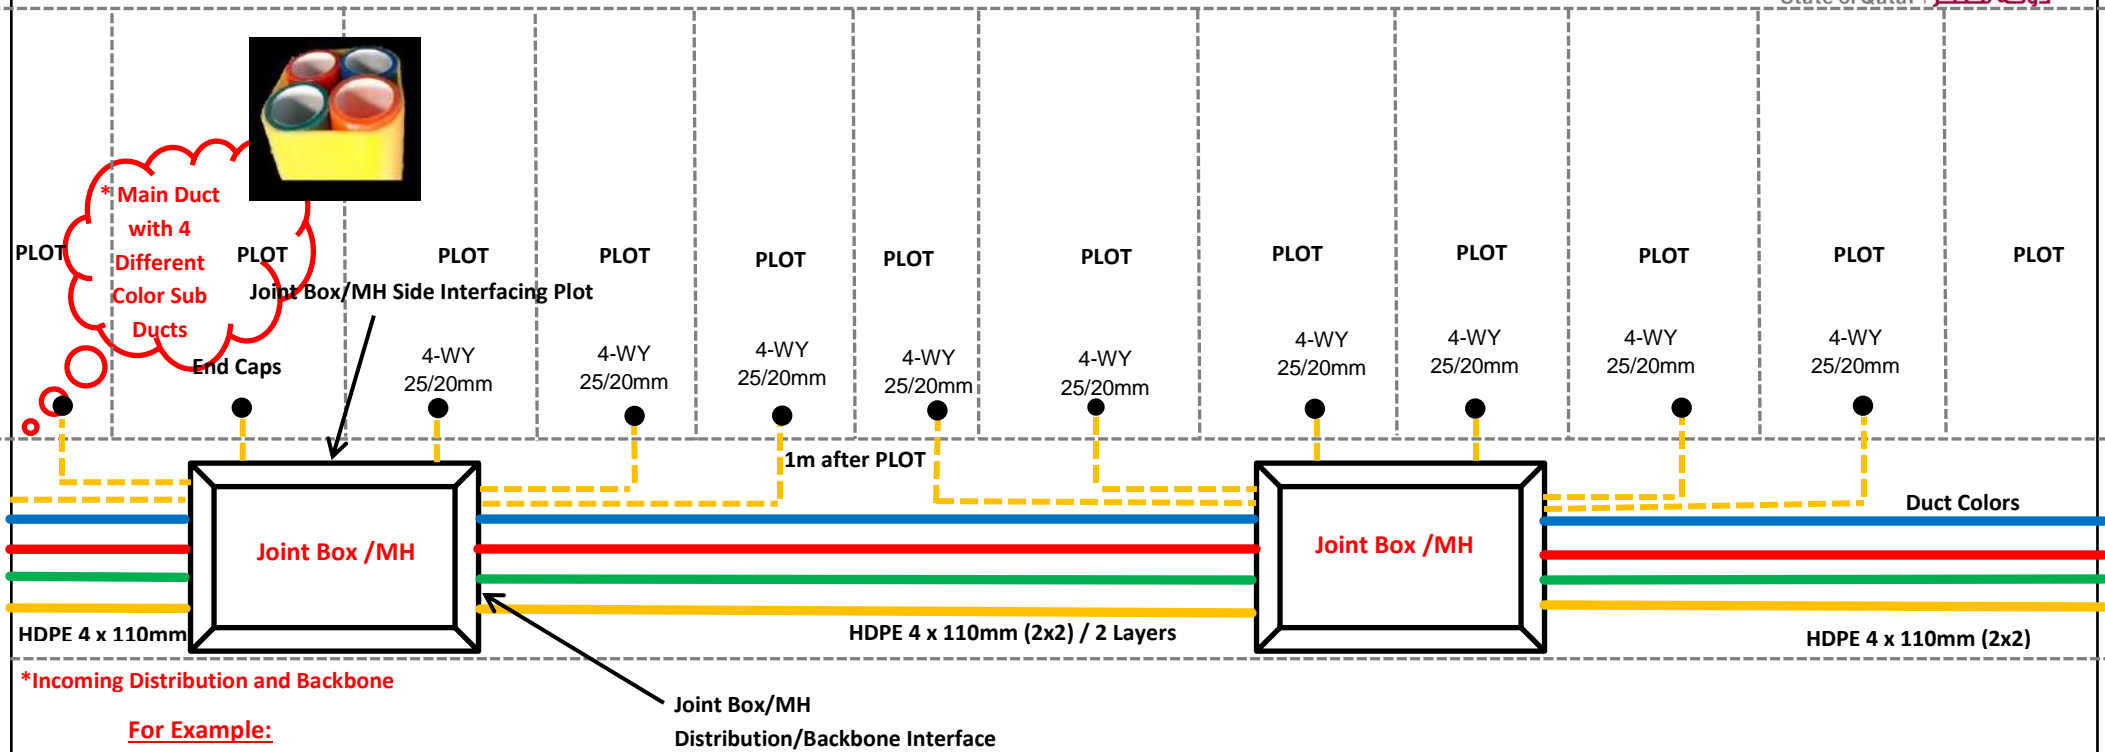 State of Qatar
* Main Duct
with 4
Different
Color Sub
Ducts
PLOT
PLOT
PLOT
PLOT
PLOT
PLOT
PLOT
PLOT
PLOT
PLOT
PLOT
PLOT
Joint Box/MH Side Interfacing Plot
End Caps
4-WY
25/20mm
4-WY
25/20mm
4-WY
25/20mm
4-WY
25/20mm
4-WY
25/20mm
4-WY
25/20mm
4-WY
25/20mm
4-WY
25/20mm
4-WY
25/20mm
1m after PLOT
Duct Colors
Joint Box /MH
Joint Box /MH
HDPE 4 x 110mm
HDPE 4 x 110mm (2x2) / 2 Layers
HDPE 4 x 110mm (2x2)
*Incoming Distribution and Backbone
For Example:
Joint Box/MH
Distribution/Backbone Interface